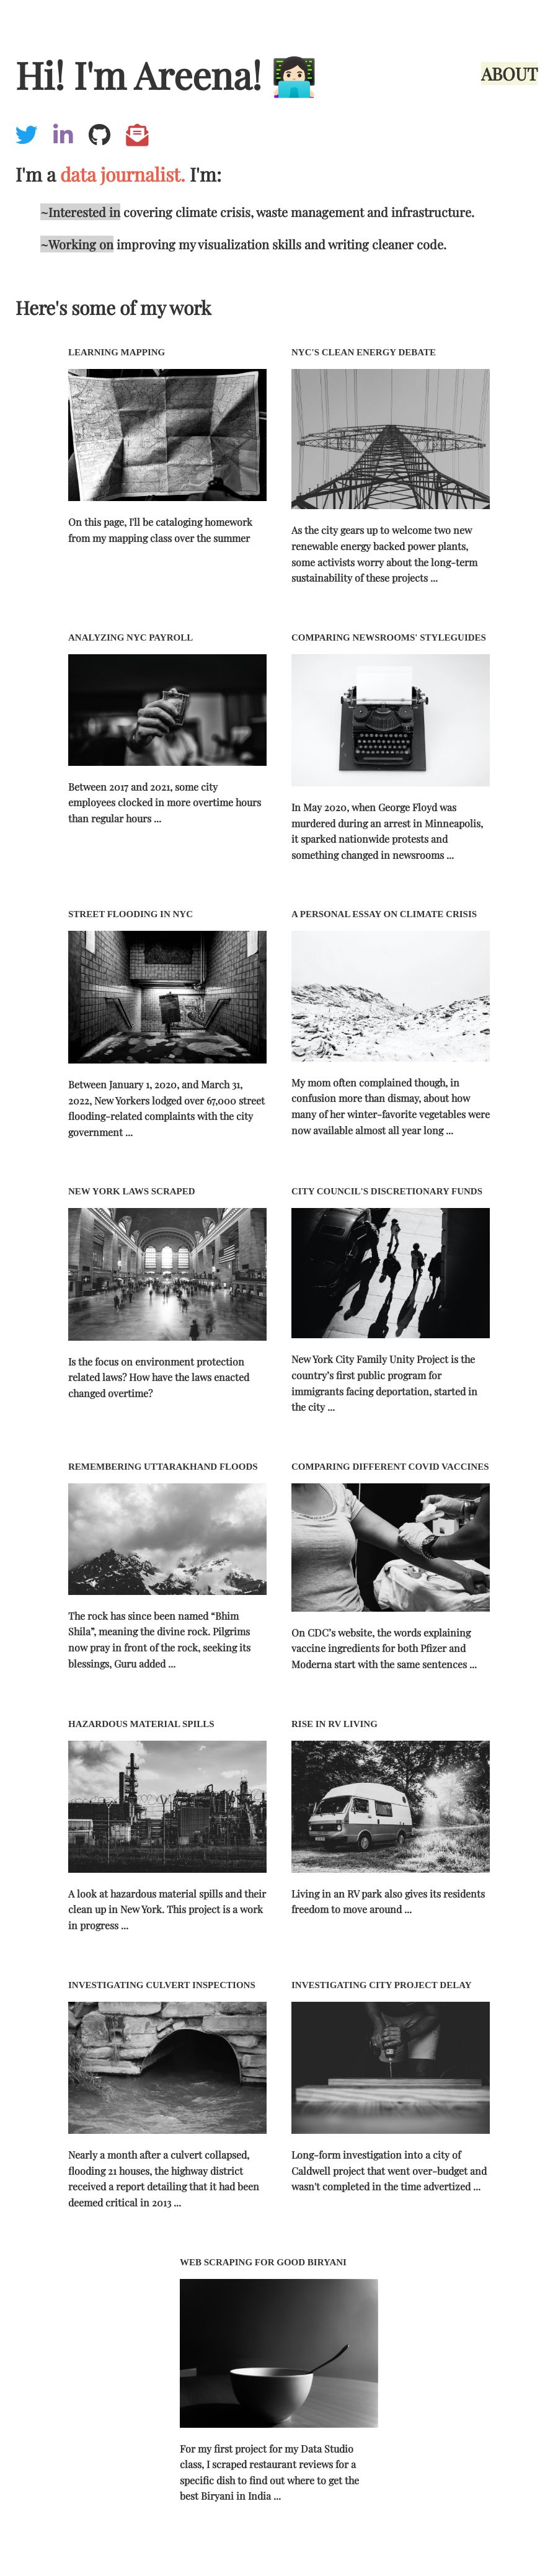 Hi! I'm Areena!
ABOUT
I'm a data journalist. I'm:
~Interested in covering climate crisis, waste management and infrastructure.
~Working on improving my visualization skills and writing cleaner code.
Here's some of my work
LEARNING MAPPING
On this page, I'll be cataloging homework
from my mapping class over the summer
NYC'S CLEAN ENERGY DEBATE
As the city gears up to welcome two new
renewable energy backed power plants,
some activists worry about the long-term
sustainability of these projects ...
ANALYZING NYC PAYROLL
Between 2017 and 2021, some city
employees clocked in more overtime hours
than regular hours ...
COMPARING NEWSROOMS' STYLEGUIDES
In May 2020, when George Floyd was
murdered during an arrest in Minneapolis,
it sparked nationwide protests and
something changed in newsrooms ...
STREET FLOODING IN NYC
Between January 1, 2020, and March 31,
2022, New Yorkers lodged over 67,000 street
flooding-related complaints with the city
government ...
A PERSONAL ESSAY ON CLIMATE CRISIS
My mom often complained though, in
confusion more than dismay, about how
many of her winter-favorite vegetables were
now available almost all year long ...
NEW YORK LAWS SCRAPED
Is the focus on environment protection
related laws? How have the laws enacted
changed overtime?
CITY COUNCIL'S DISCRETIONARY FUNDS
New York City Family Unity Project is the
country's first public program for
immigrants facing deportation, started in
the city ...
REMEMBERING UTTARAKHAND FLOODS
The rock has since been named “Bhim
Shila”, meaning the divine rock. Pilgrims
now pray in front of the rock, seeking its
blessings, Guru added ...
COMPARING DIFFERENT COVID VACCINES
On CDC’s website, the words explaining
vaccine ingredients for both Pfizer and
Moderna start with the same sentences ...
HAZARDOUS MATERIAL SPILLS
A look at hazardous material spills and their
clean up in New York. This project is a work
in progress ...
RISE IN RV LIVING
Living in an RV park also gives its residents
freedom to move around ...
INVESTIGATING CULVERT INSPECTIONS
Nearly a month after a culvert collapsed,
flooding 21 houses, the highway district
received a report detailing that it had been
deemed critical in 2013 ...
INVESTIGATING CITY PROJECT DELAY
Long-form investigation into a city of
Caldwell project that went over-budget and
wasn't completed in the time advertized ...
WEB SCRAPING FOR GOOD BIRYANI
For my first project for my Data Studio
class, I scraped restaurant reviews for a
specific dish to find out where to get the
best Biryani in India ...